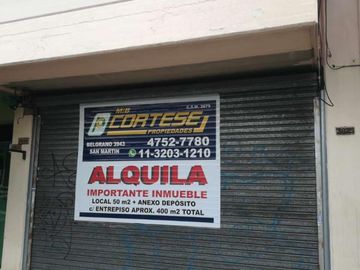 M:B
C.S.M. 2675
CORTESE
PROPIEDADES
BELGRANO 3943
SAN MARTIN
4752-7780
11-3203-1210
ALQUILA
IMPORTANTE INMUEBLE
LOCAL 50 m2 + ANEXO DEPÓSITO
c/ ENTREPISO APROX. 400 m2 TOTAL